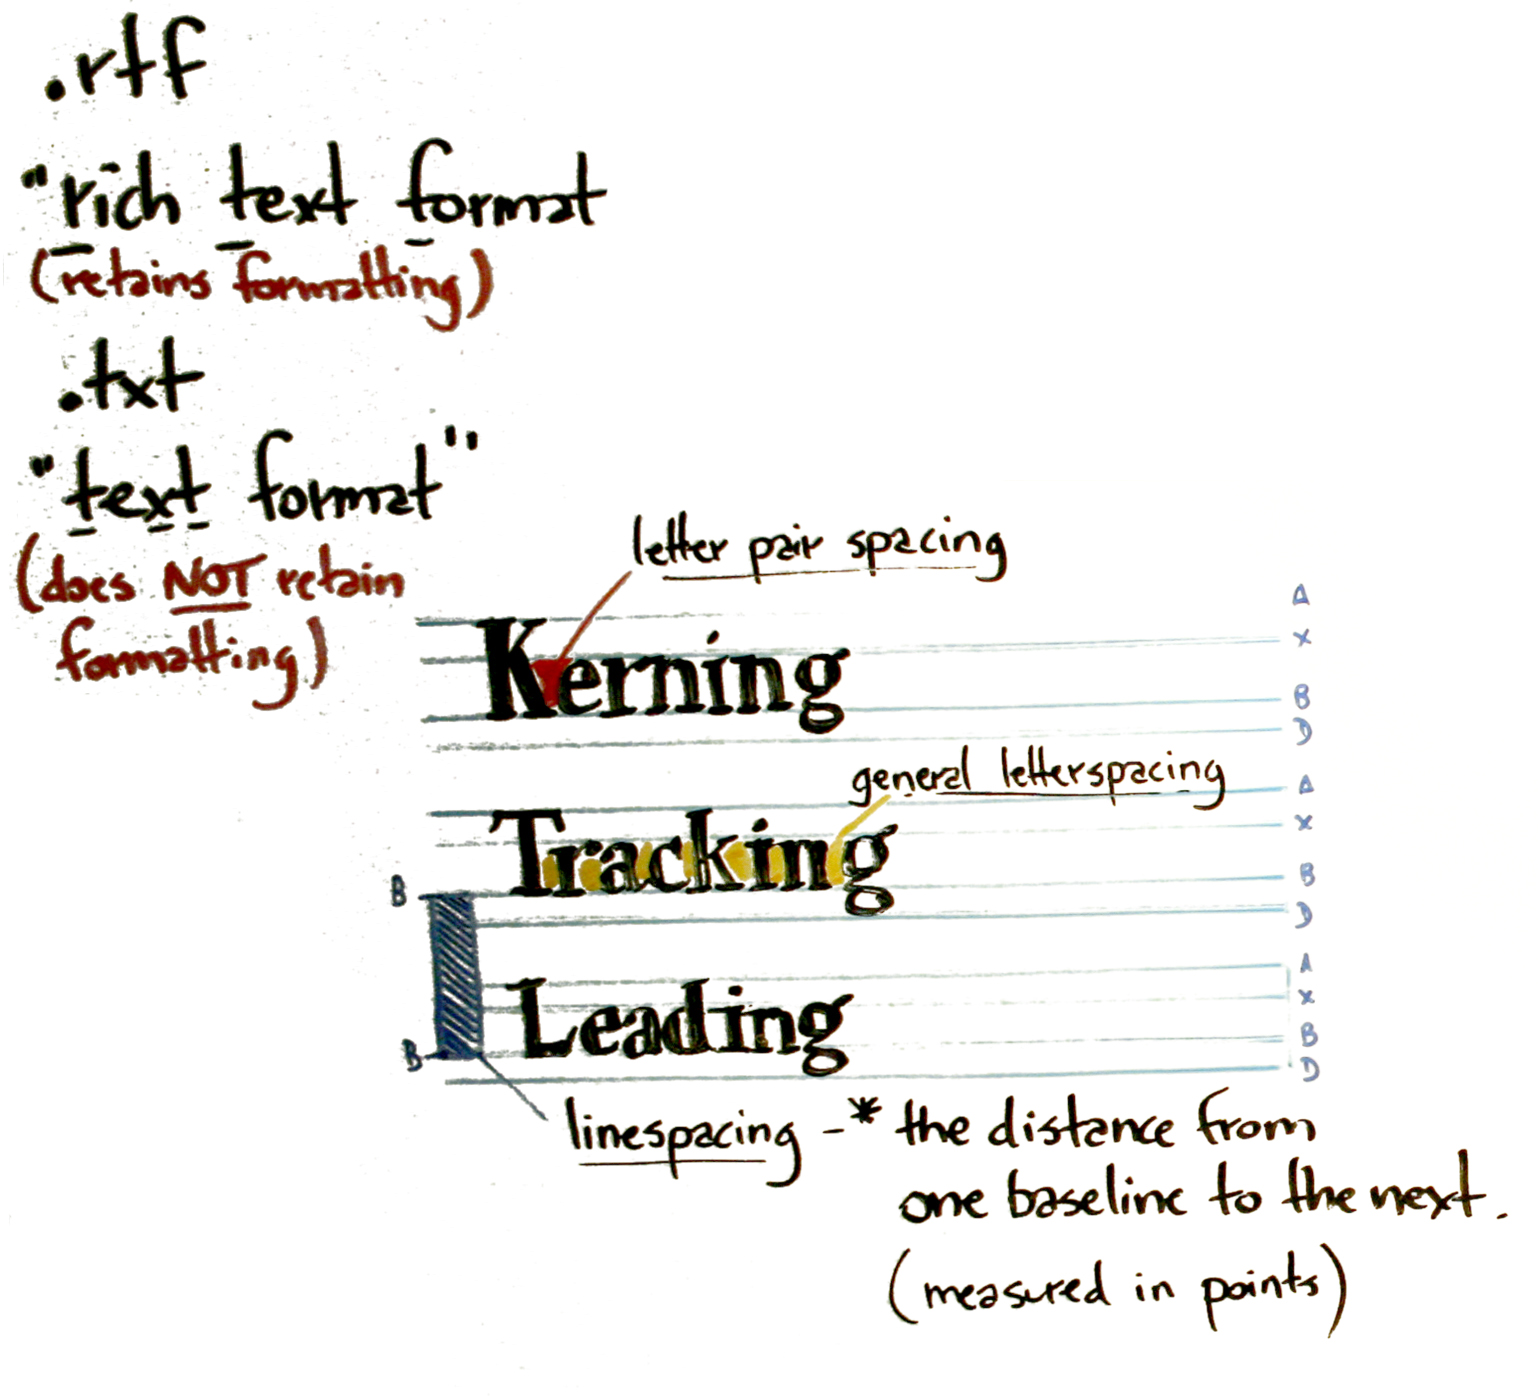 .rtf
"rich text format
(retains formatting)
.txt
"text format"
(does NOT retain
formatting)
letter pair spacing
Kerning
A
X
B
D
general letterspacing
Tracking
A
X
B
D
B
B
Leading
A
X
B
D
linespacing - * the distance from
one baseline to the next.
(measured in points)